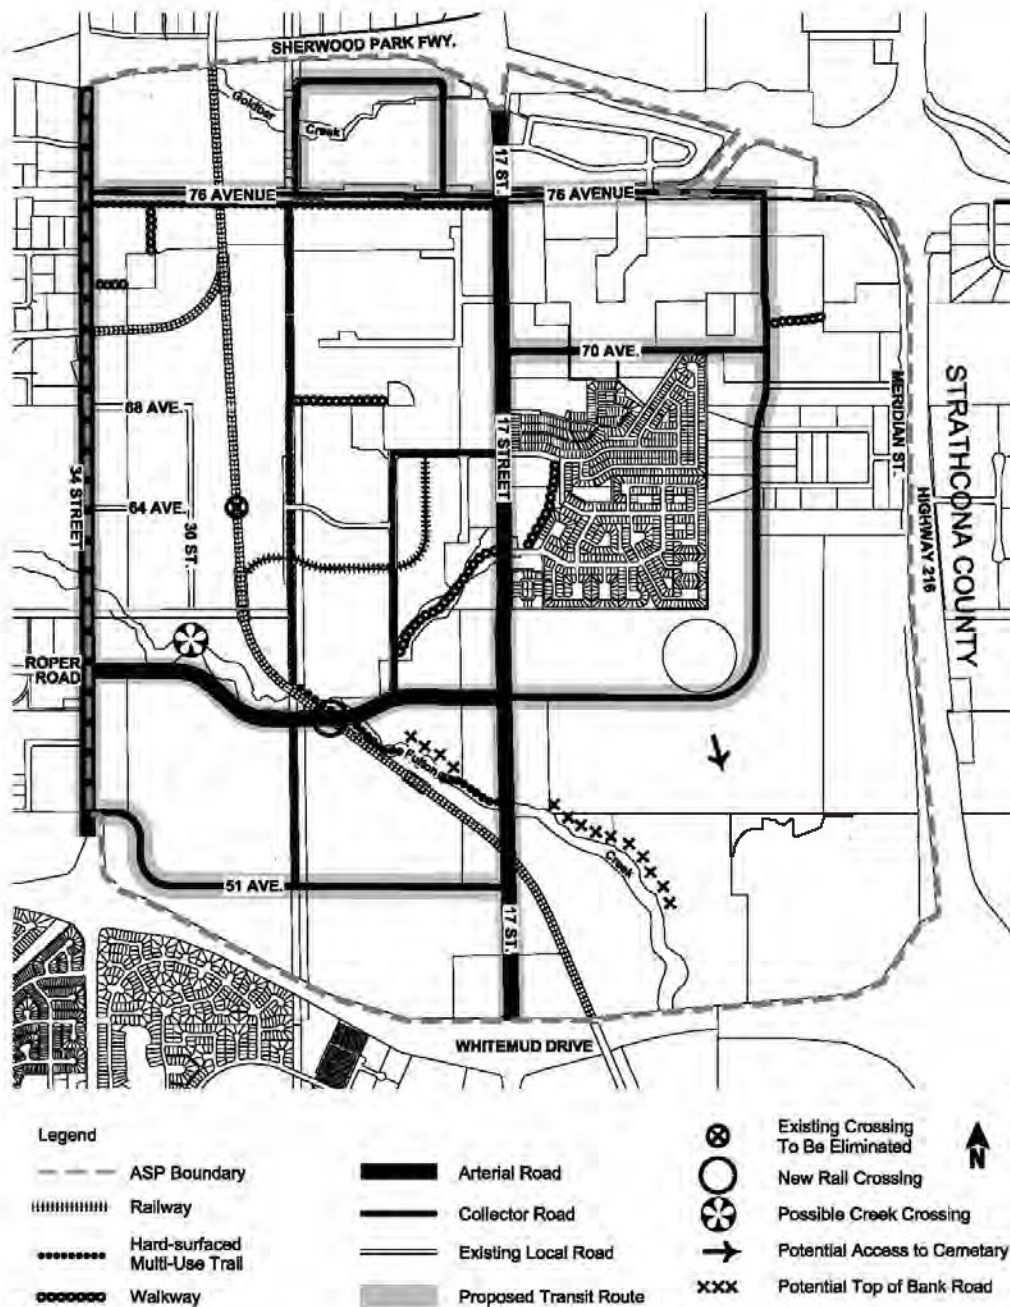 SHERWOOD PARK FWY.
Goldbar
Creek
17 ST.
76 AVENUE
76 AVENUE
70 AVE.
68 AVE.
34 STREET
64 AVE.
30 ST.
17 STREET
MERIDIAN ST.
HIGHWAY 216
STRATHCONA COUNTY
ROPER
ROAD
Fulton
Creek
51 AVE.
17 ST.
WHITEMUD DRIVE
Legend
ASP Boundary
Railway
Hard-surfaced
Multi-Use Trail
Walkway
Arterial Road
Collector Road
Existing Local Road
Proposed Transit Route
Existing Crossing
To Be Eliminated
New Rail Crossing
Possible Creek Crossing
Potential Access to Cemetary
Potential Top of Bank Road
N